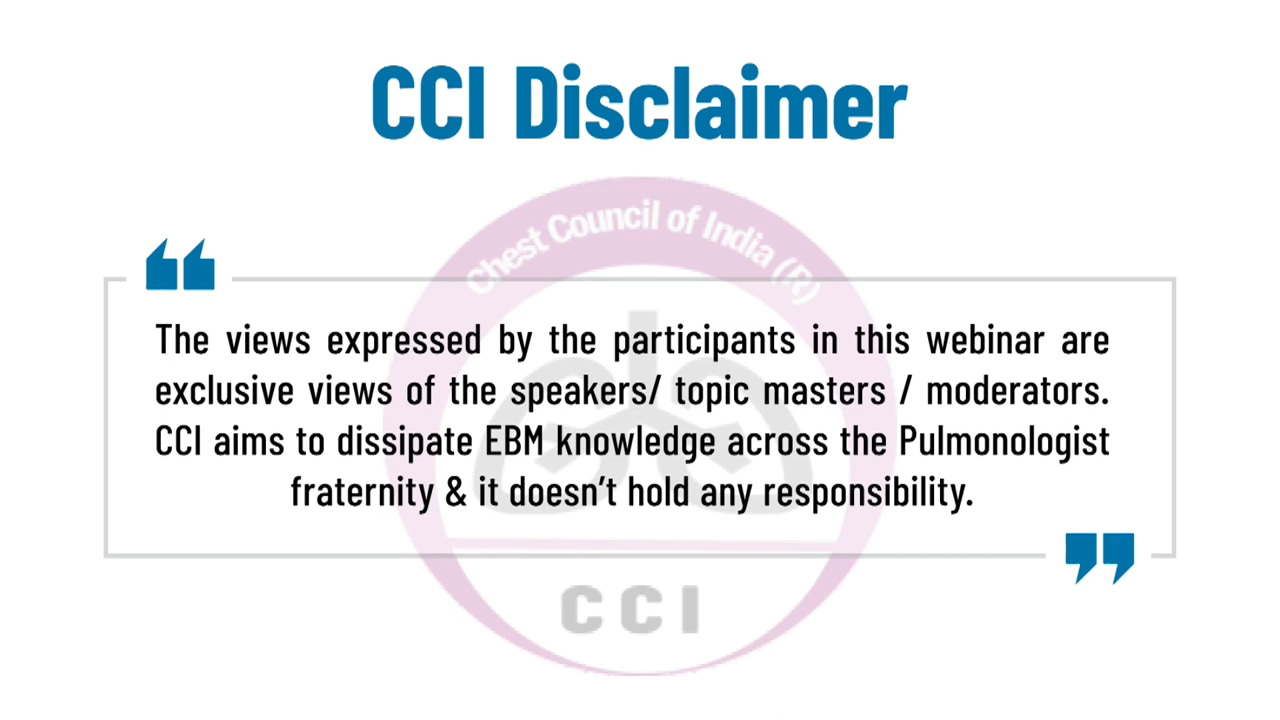 CCI Disclaimer
Chest Council of India (R)
“
The views expressed by the participants in this webinar are
exclusive views of the speakers/ topic masters / moderators.
CCI aims to dissipate EBM knowledge across the Pulmonologist
fraternity & it doesn’t hold any responsibility.
”
CCI